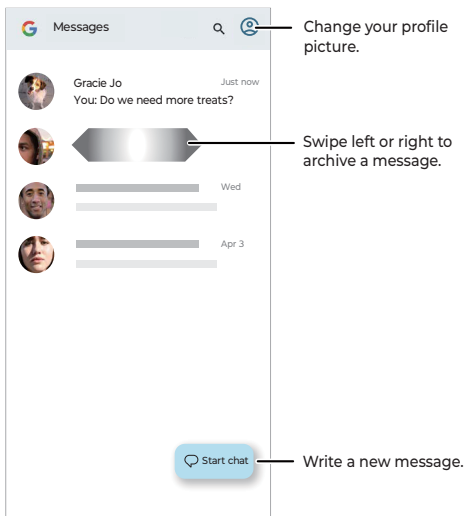 Messages
Change your profile
picture.
Gracie Jo
Just now
You: Do we need more treats?
Swipe left or right to
archive a message.
Wed
Apr 3
Start chat
Write a new message.